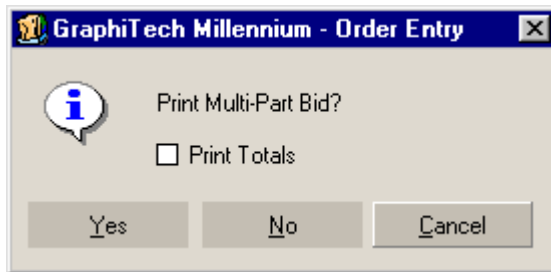 GraphiTech Millennium - Order Entry
Print Multi-Part Bid?
Print Totals
Yes No Cancel